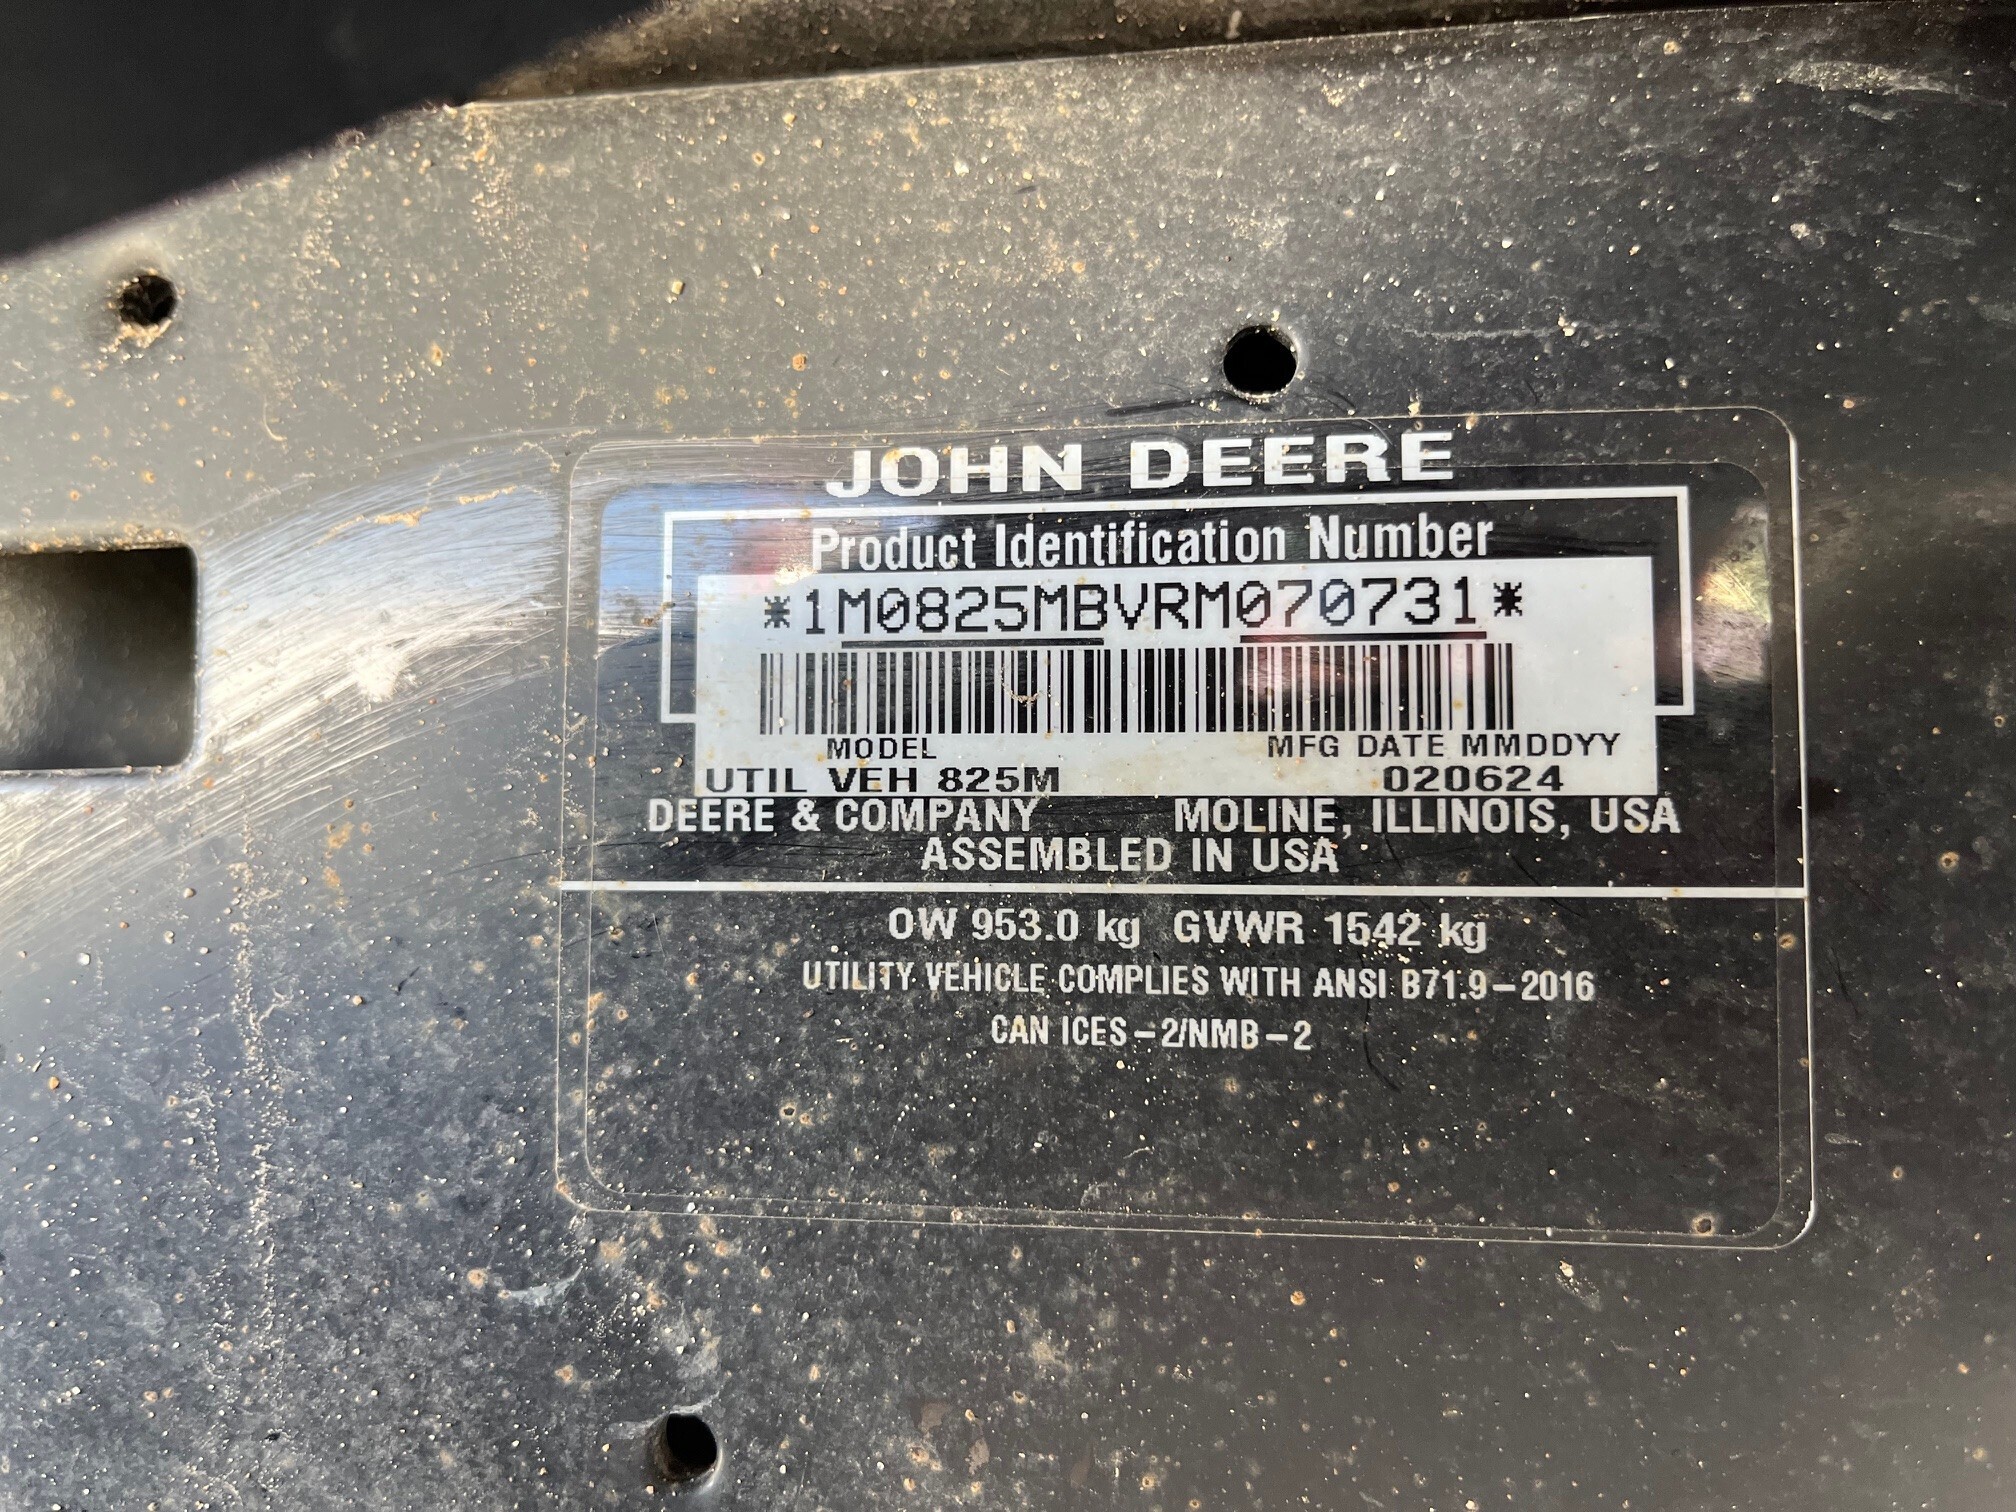 JOHN DEERE
Product Identification Number
*1M0825MBVRM070731*
MODEL MFG DATE MMDDYY
UTIL VEH 825M 020624
DEERE & COMPANY MOLINE, ILLINOIS, USA
ASSEMBLED IN USA
OW 953.0 kg GVWR 1542 kg
UTILITY VEHICLE COMPLIES WITH ANSI B71.9-2016
CAN ICES-2/NMB-2